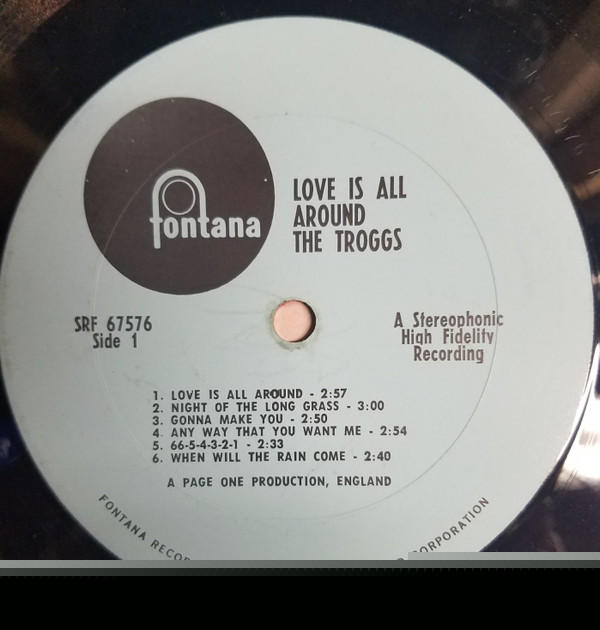 fontana
LOVE IS ALL
AROUND
THE TROGGS
SRF 67576
Side 1
A Stereophonic
High Fidelity
Recording
1. LOVE IS ALL AROUND - 2:57
2. NIGHT OF THE LONG GRASS - 3:00
3. GONNA MAKE YOU - 2:50
4. ANY WAY THAT YOU WANT ME - 2:54
5. 66-5-4-3-2-1 - 2:33
6. WHEN WILL THE RAIN COME - 2:40
A PAGE ONE PRODUCTION, ENGLAND
FONTANA
CORPORATION